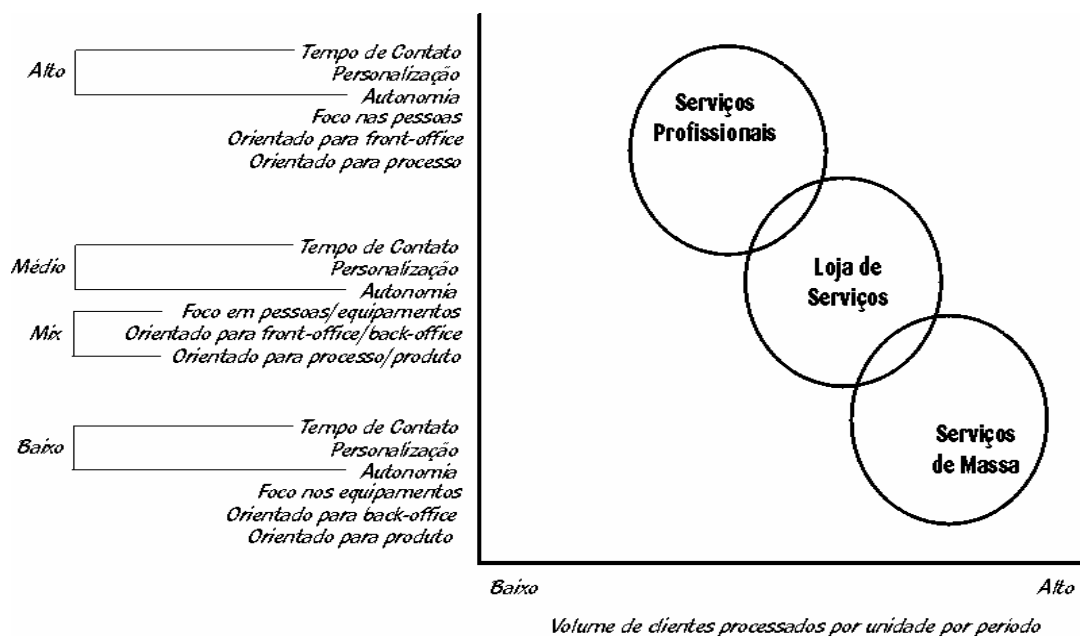 Alto
Tempo de Contato
Personalização
Autonomia
Foco nas pessoas
Orientado para front-office
Orientado para processo
Médio
Tempo de Contato
Personalização
Autonomia
Mix
Foco em pessoas/equipamentos
Orientado para front-office/back-office
Orientado para processo/produto
Baixo
Tempo de Contato
Personalização
Autonomia
Foco nos equipamentos
Orientado para back-office
Orientado para produto
Serviços
Profissionais
Loja de
Serviços
Serviços
de Massa
Baixo
Alto
Volume de clientes processados por unidade por período